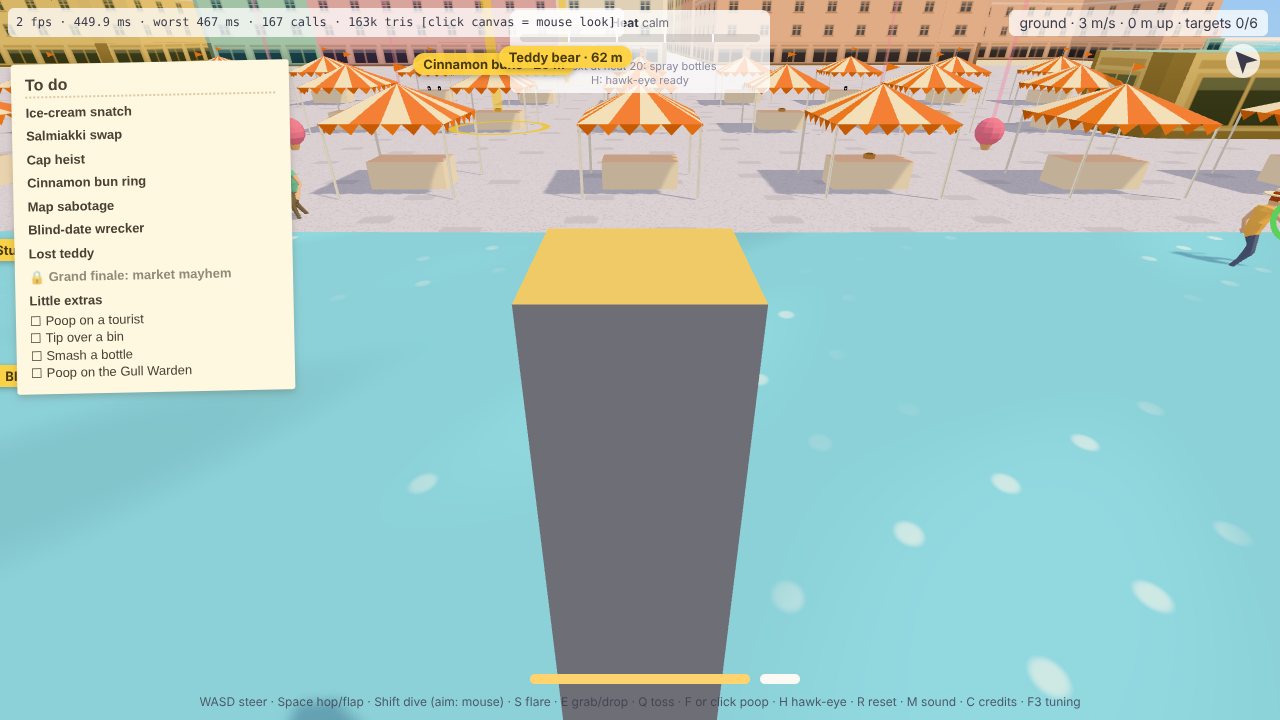 2 fps · 449.9 ms · worst 467 ms · 167 calls · 163k tris [click canvas = mouse look]
calm
ground · 3 m/s · 0 m up · targets 0/6
Cinnamon
Teddy bear · 62 m
20: spray bottles
H: hawk-eye ready
To do
Ice-cream snatch
Salmiakki swap
Cap heist
Cinnamon bun ring
Map sabotage
Blind-date wrecker
Lost teddy
🔒 Grand finale: market mayhem
Little extras
☐ Poop on a tourist
☐ Tip over a bin
☐ Smash a bottle
☐ Poop on the Gull Warden
WASD steer · Space hop/flap · Shift dive (aim: mouse) · S flare · E grab/drop · Q toss · F or click poop · H hawk-eye · R reset · M sound · C credits · F3 tuning